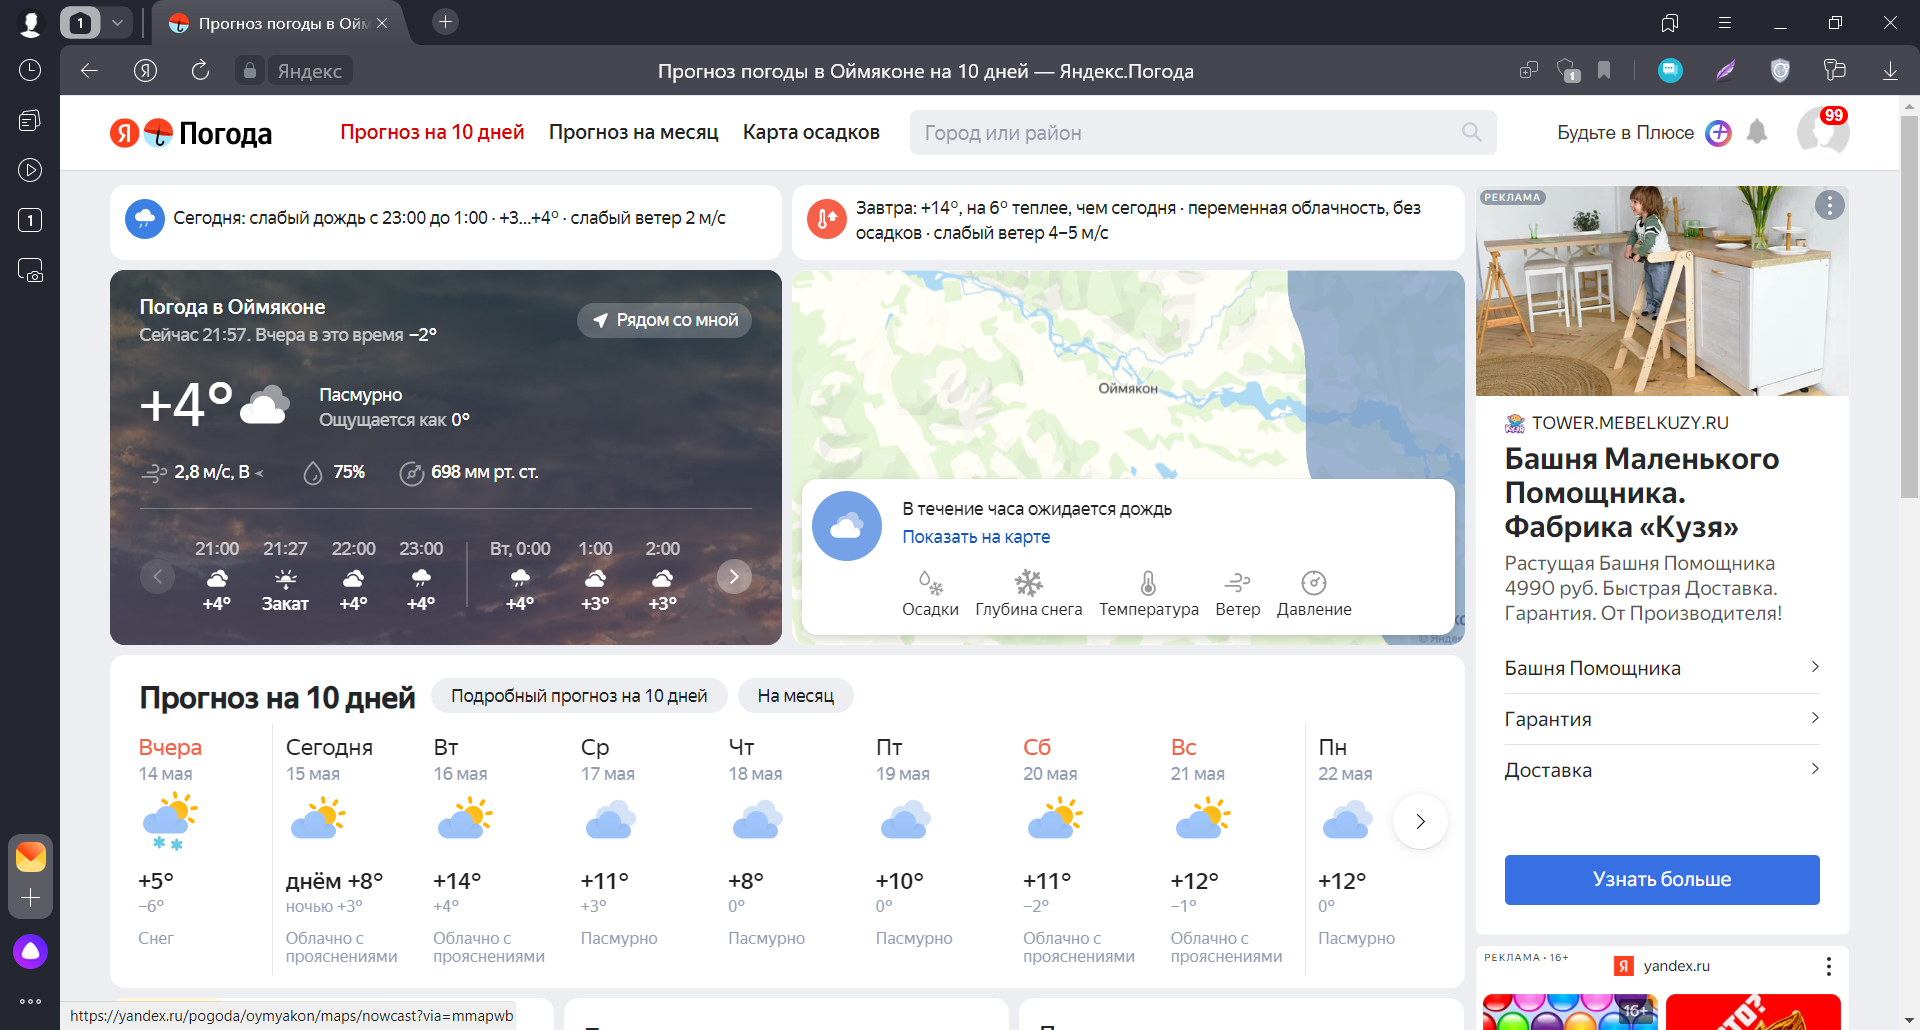 1
Прогноз погоды в Ойм
Яндекс
Прогноз погоды в Оймяконе на 10 дней — Яндекс.Погода
1
1
Я Погода
Прогноз на 10 дней
Прогноз на месяц
Карта осадков
Город или район
Будьте в Плюсе
99
Сегодня: слабый дождь с 23:00 до 1:00 · +3...+4° · слабый ветер 2 м/с
Завтра: +14°, на 6° теплее, чем сегодня · переменная облачность, без
осадков · слабый ветер 4–5 м/с
Погода в Оймяконе
Сейчас 21:57. Вчера в это время –2°
Рядом со мной
+4°
Пасмурно
Ощущается как 0°
2,8 м/с, В
75%
698 мм рт. ст.
21:00 21:27 22:00 23:00 Вт, 0:00 1:00 2:00
+4° Закат +4° +4° +4° +3° +3°
Оймякон
В течение часа ожидается дождь
Показать на карте
Осадки Глубина снега Температура Ветер Давление
Прогноз на 10 дней
Подробный прогноз на 10 дней
На месяц
Вчера Сегодня Вт Ср Чт Пт Сб Вс Пн
14 мая 15 мая 16 мая 17 мая 18 мая 19 мая 20 мая 21 мая 22 мая
+5° днём +8° +14° +11° +8° +10° +11° +12° +12°
–6° ночью +3° +4° +3° 0° 0° –2° –1° 0°
Снег Облачно с Облачно с Пасмурно Пасмурно Пасмурно Облачно с Облачно с Пасмурно
прояснениями прояснениями прояснениями прояснениями
РЕКЛАМА
TOWER.MEBELKUZY.RU
Башня Маленького
Помощника.
Фабрика «Кузя»
Растущая Башня Помощника
4990 руб. Быстрая Доставка.
Гарантия. От Производителя!
Башня Помощника
Гарантия
Доставка
Узнать больше
РЕКЛАМА • 16+
Я yandex.ru
16+
https://yandex.ru/pogoda/oymyakon/maps/nowcast?via=mmapwb